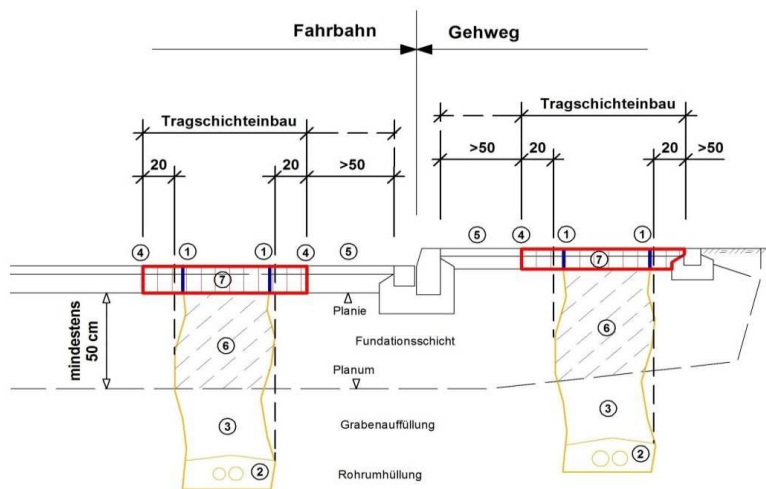 Fahrbahn Gehweg
Tragschichteinbau
Tragschichteinbau
>50 20 20 >50
20 20 >50
5 4 1 1
4 1 1 5
7
7
Planie
6
6
Fundationsschicht
mindestens
50 cm
Planum
3
3
Grabenauffüllung
2
2
Rohrumhüllung